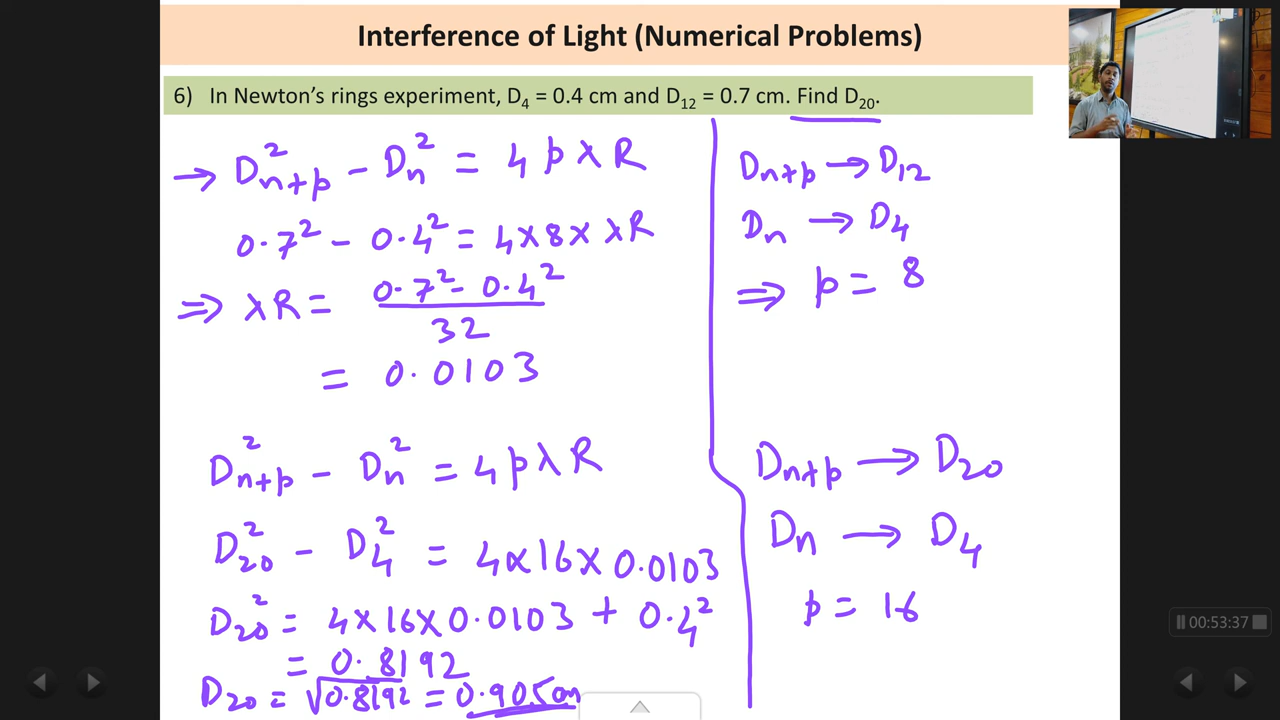 Interference of Light (Numerical Problems)
6) In Newton's rings experiment, D₄ = 0.4 cm and D₁₂ = 0.7 cm. Find D₂₀.
→ D²ₙ₊ₚ − D²ₙ = 4 p λ R
0.7² − 0.4² = 4×8× λR
⇒ λR = (0.7² − 0.4²)/32
= 0.0103
Dₙ₊ₚ → D₁₂
Dₙ → D₄
⇒ p = 8
D²ₙ₊ₚ − D²ₙ = 4 p λ R
D²₂₀ − D²₄ = 4×16×0.0103
D₂₀² = 4×16×0.0103 + 0.4²
= 0.8192
D₂₀ = √0.8192 = 0.905cm
Dₙ₊ₚ → D₂₀
Dₙ → D₄
p = 16
00:53:37